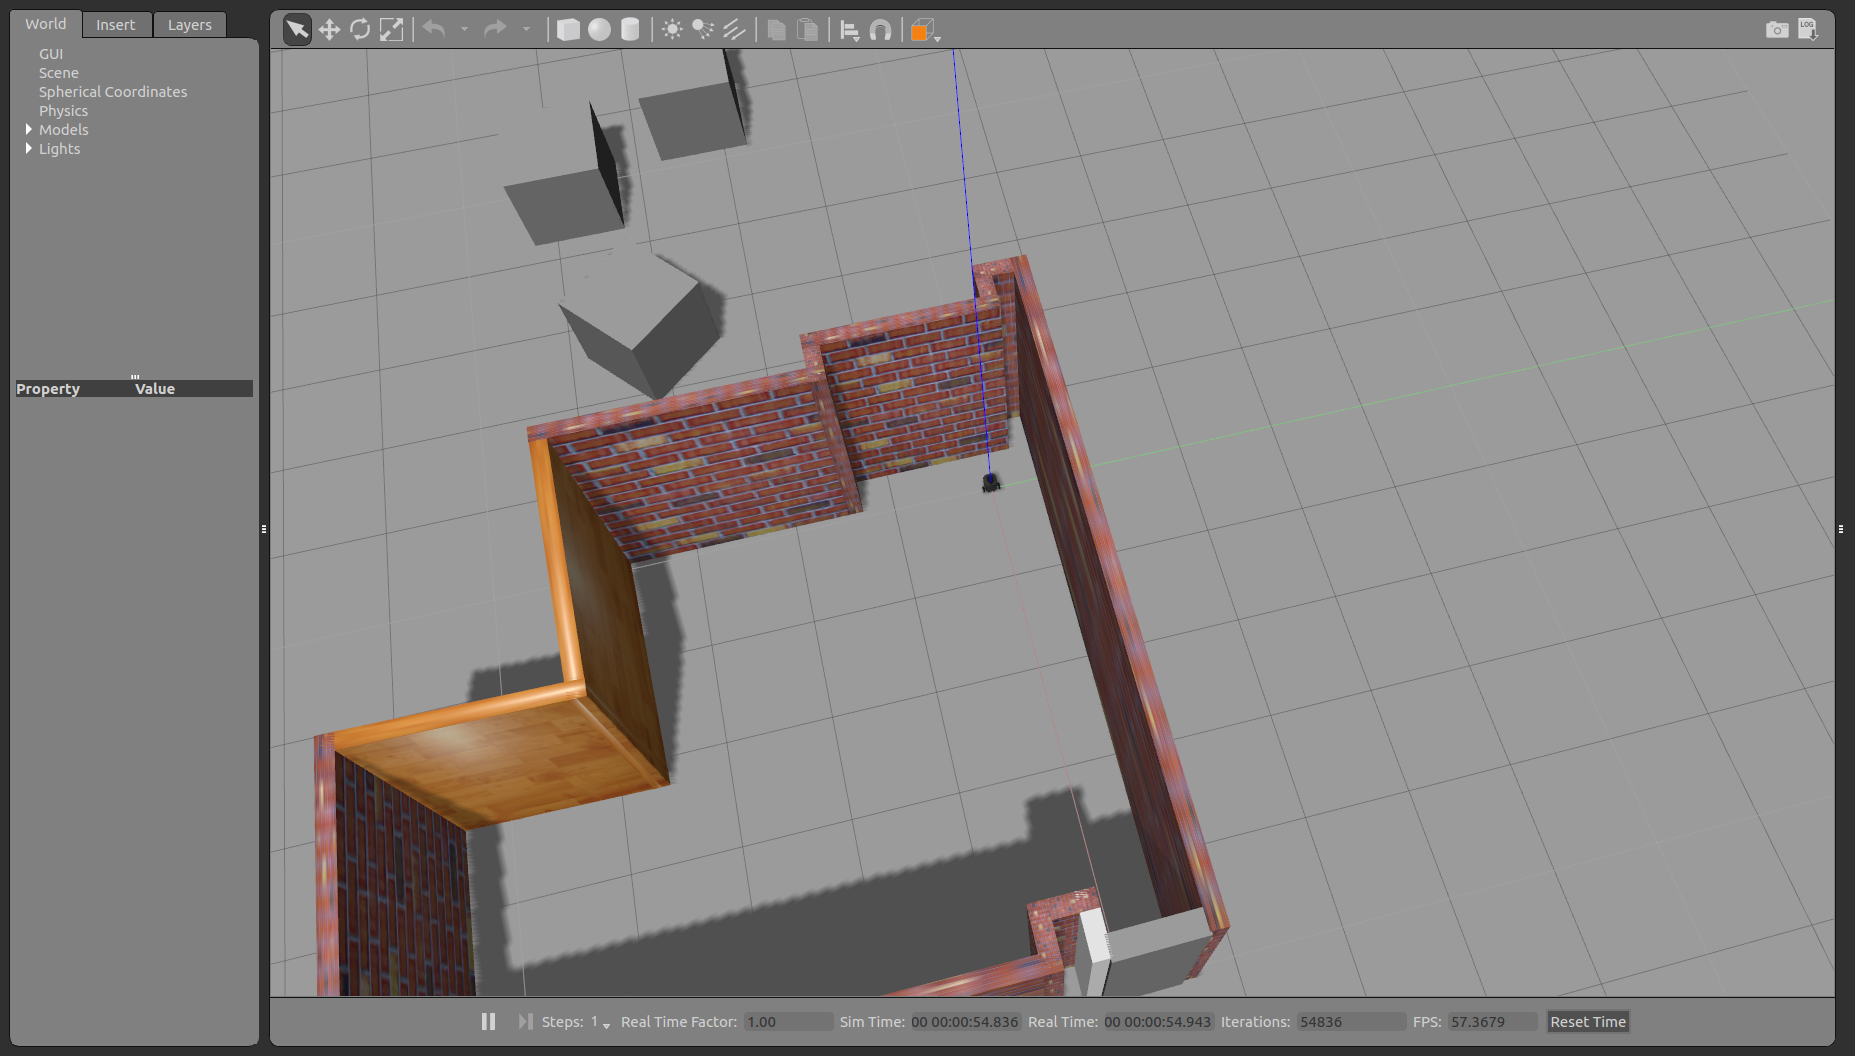 World Insert Layers
GUI
Scene
Spherical Coordinates
Physics
Models
Lights
Property Value
LOG
Steps: 1 Real Time Factor: 1.00 Sim Time: 00 00:00:54.836 Real Time: 00 00:00:54.943 Iterations: 54836 FPS: 57.3679 Reset Time